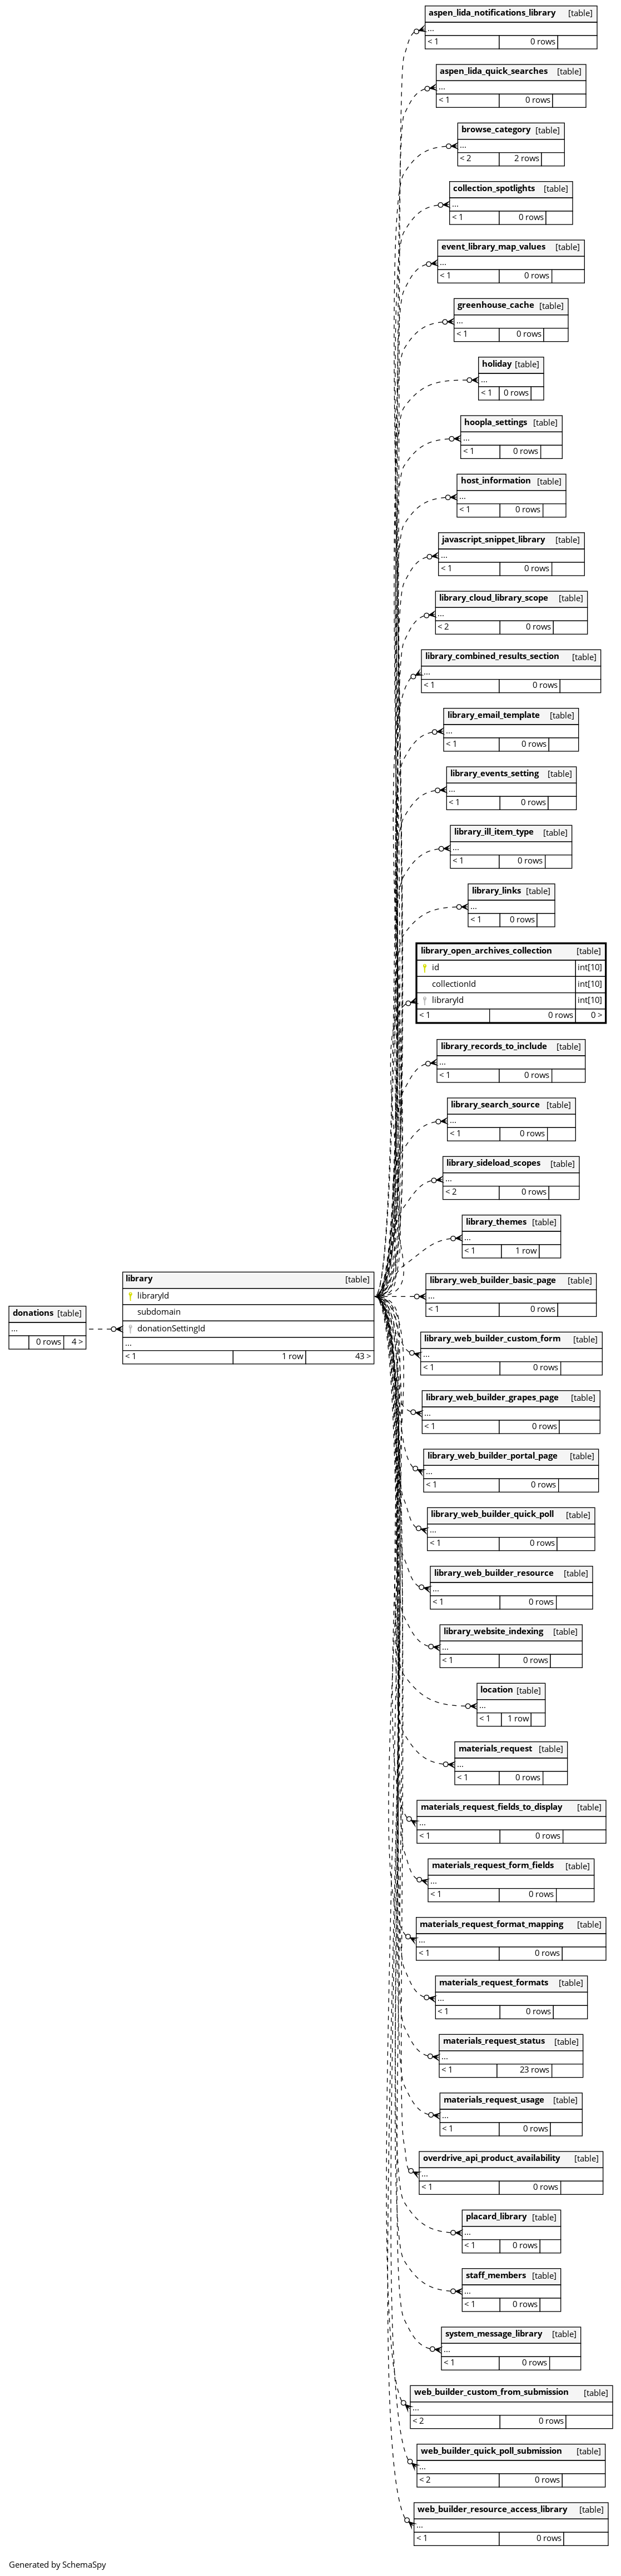 aspen_lida_notifications_library [table]
...
< 1 0 rows
aspen_lida_quick_searches [table]
...
< 1 0 rows
browse_category [table]
...
< 2 2 rows
collection_spotlights [table]
...
< 1 0 rows
event_library_map_values [table]
...
< 1 0 rows
greenhouse_cache [table]
...
< 1 0 rows
holiday [table]
...
< 1 0 rows
hoopla_settings [table]
...
< 1 0 rows
host_information [table]
...
< 1 0 rows
javascript_snippet_library [table]
...
< 1 0 rows
library_cloud_library_scope [table]
...
< 2 0 rows
library_combined_results_section [table]
...
< 1 0 rows
library_email_template [table]
...
< 1 0 rows
library_events_setting [table]
...
< 1 0 rows
library_ill_item_type [table]
...
< 1 0 rows
library_links [table]
...
< 1 0 rows
library_open_archives_collection [table]
id int[10]
collectionId int[10]
libraryId int[10]
< 1 0 rows 0 >
library_records_to_include [table]
...
< 1 0 rows
library_search_source [table]
...
< 1 0 rows
library_sideload_scopes [table]
...
< 2 0 rows
library_themes [table]
...
< 1 1 row
donations [table]
...
0 rows 4 >
library [table]
libraryId
subdomain
donationSettingId
...
< 1 1 row 43 >
library_web_builder_basic_page [table]
...
< 1 0 rows
library_web_builder_custom_form [table]
...
< 1 0 rows
library_web_builder_grapes_page [table]
...
< 1 0 rows
library_web_builder_portal_page [table]
...
< 1 0 rows
library_web_builder_quick_poll [table]
...
< 1 0 rows
library_web_builder_resource [table]
...
< 1 0 rows
library_website_indexing [table]
...
< 1 0 rows
location [table]
...
< 1 1 row
materials_request [table]
...
< 1 0 rows
materials_request_fields_to_display [table]
...
< 1 0 rows
materials_request_form_fields [table]
...
< 1 0 rows
materials_request_format_mapping [table]
...
< 1 0 rows
materials_request_formats [table]
...
< 1 0 rows
materials_request_status [table]
...
< 1 23 rows
materials_request_usage [table]
...
< 1 0 rows
overdrive_api_product_availability [table]
...
< 1 0 rows
placard_library [table]
...
< 1 0 rows
staff_members [table]
...
< 1 0 rows
system_message_library [table]
...
< 1 0 rows
web_builder_custom_from_submission [table]
...
< 2 0 rows
web_builder_quick_poll_submission [table]
...
< 2 0 rows
web_builder_resource_access_library [table]
...
< 1 0 rows
Generated by SchemaSpy